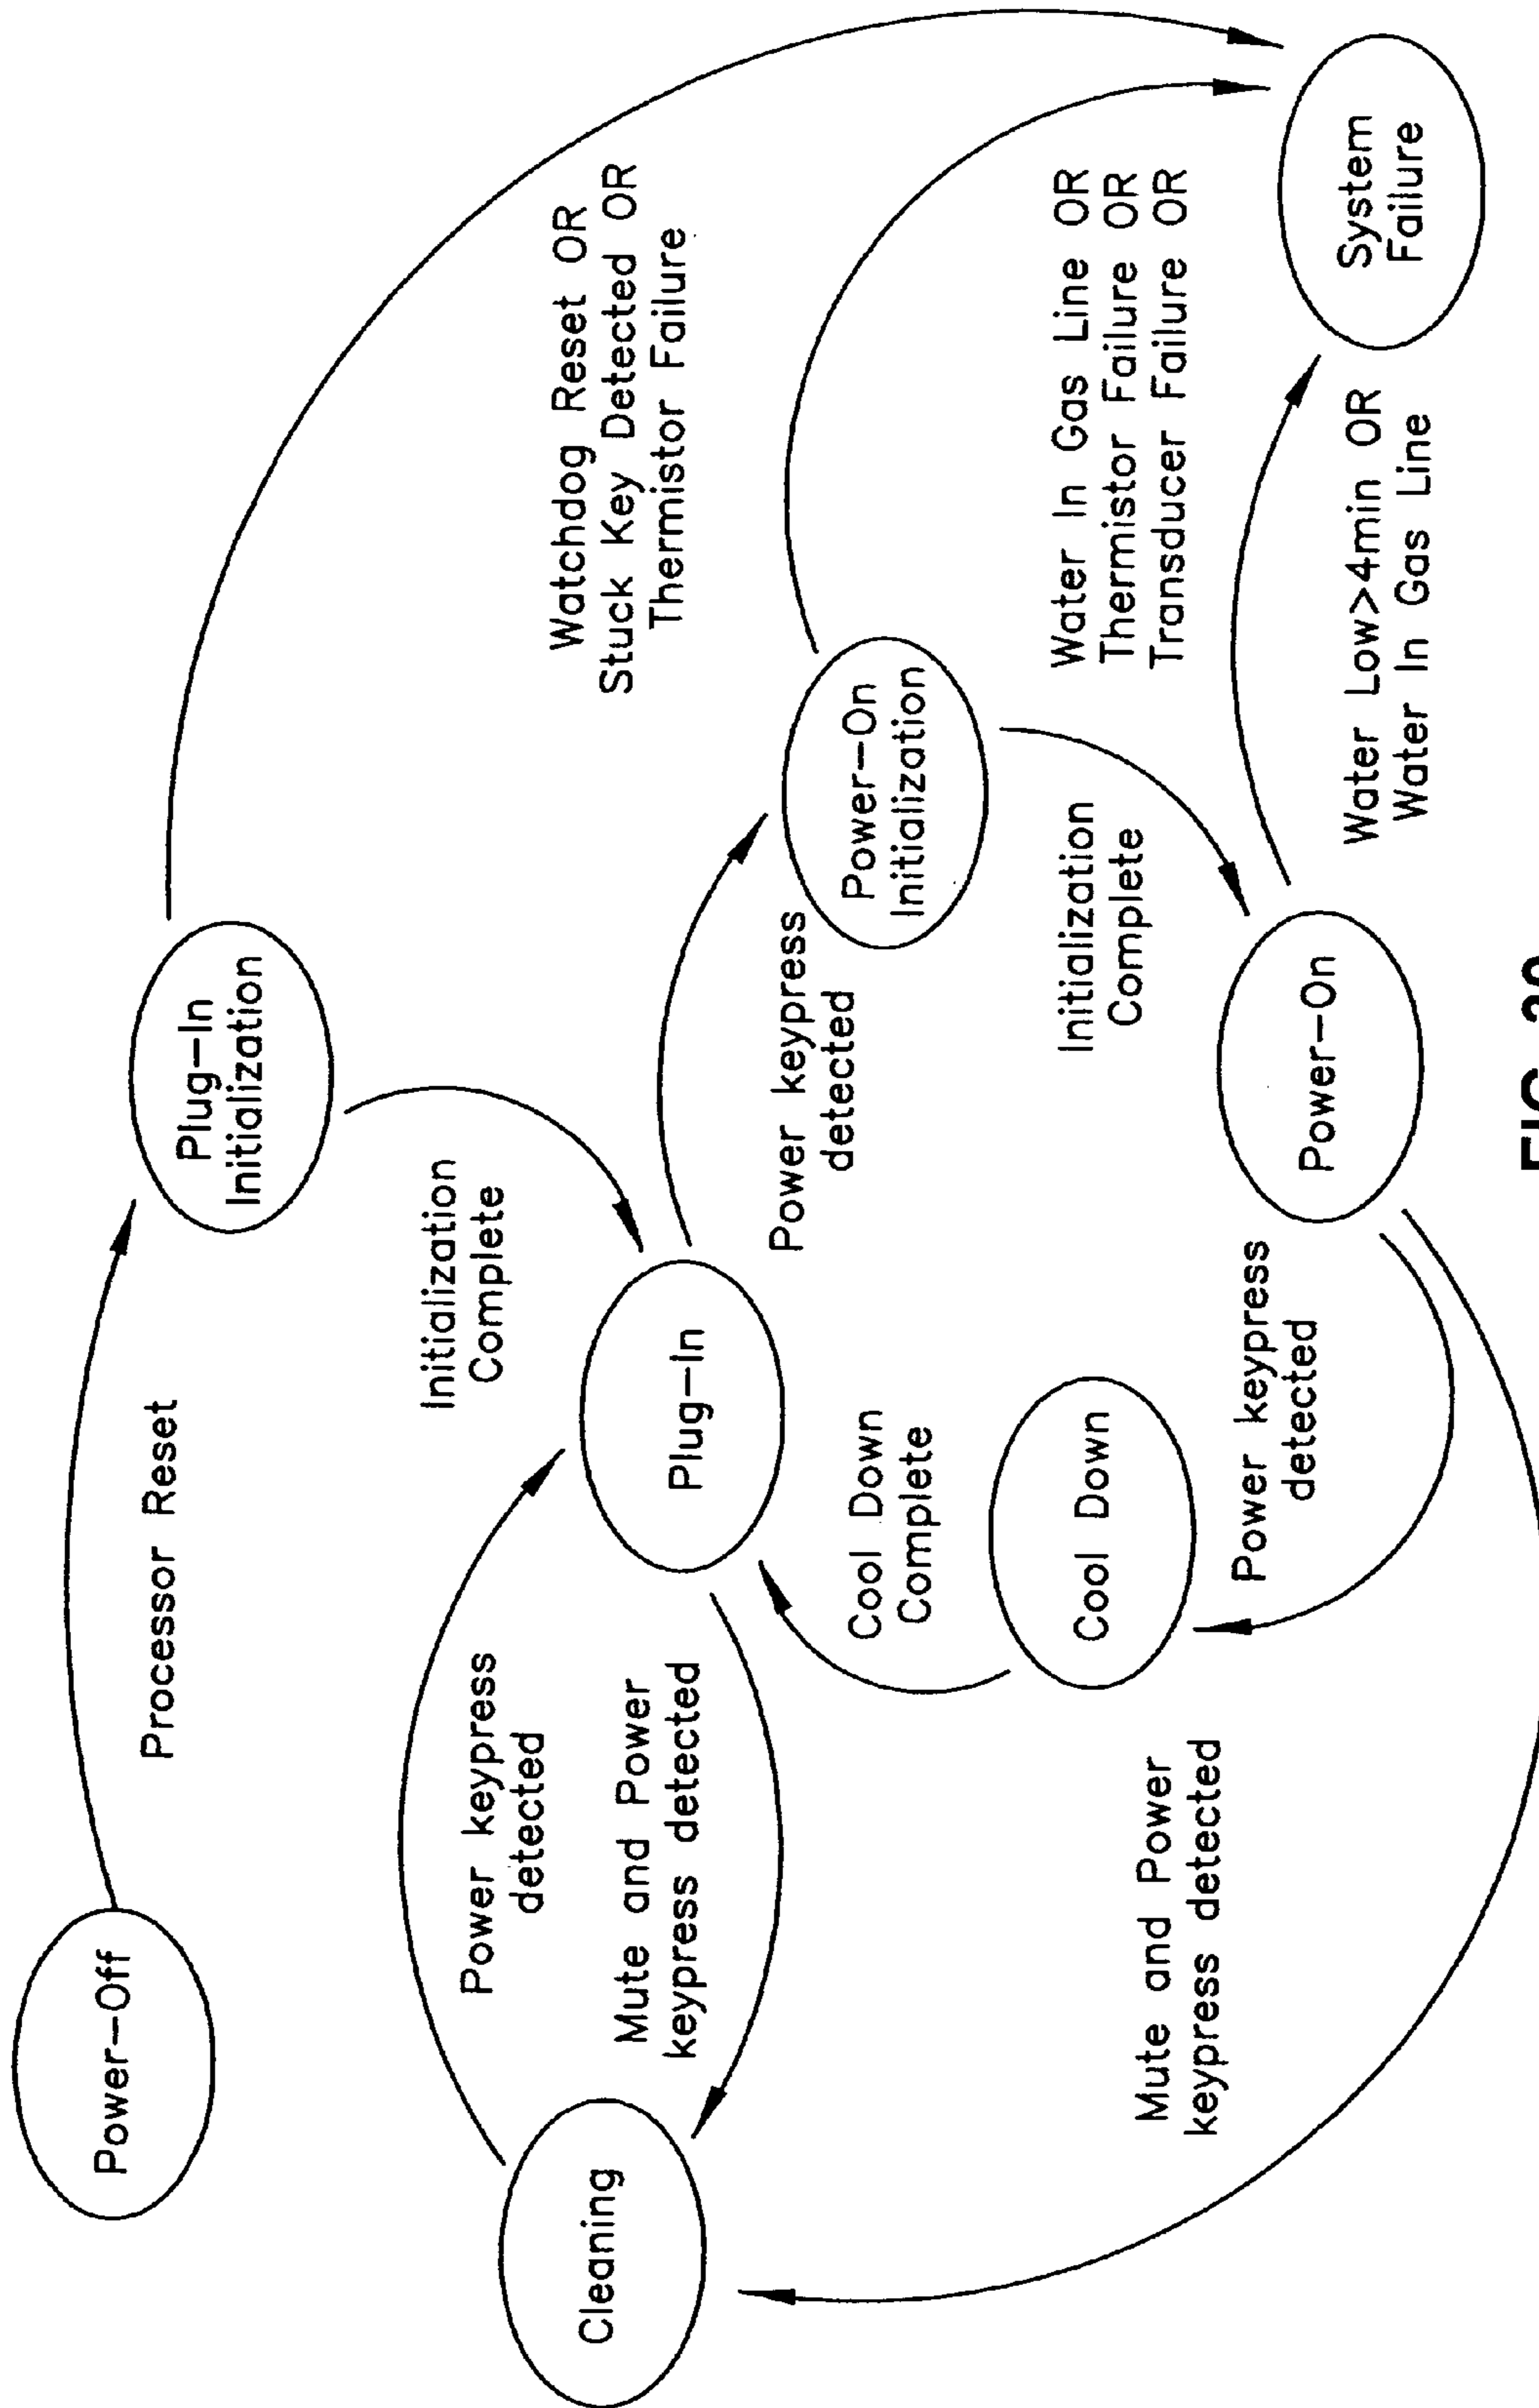 Power-Off
Processor Reset
Plug-In
Initialization
Initialization
Complete
Watchdog Reset OR
Stuck Key Detected OR
Thermistor Failure
Cleaning
Power keypress
detected
Mute and Power
keypress detected
Plug-In
Power keypress
detected
Power-On
Initialization
Water In Gas Line OR
Thermistor Failure OR
Transducer Failure OR
Cool Down
Complete
Cool Down
Initialization
Complete
Mute and Power
keypress detected
Power keypress
detected
Power-On
Water Low>4min OR
Water In Gas Line
System
Failure